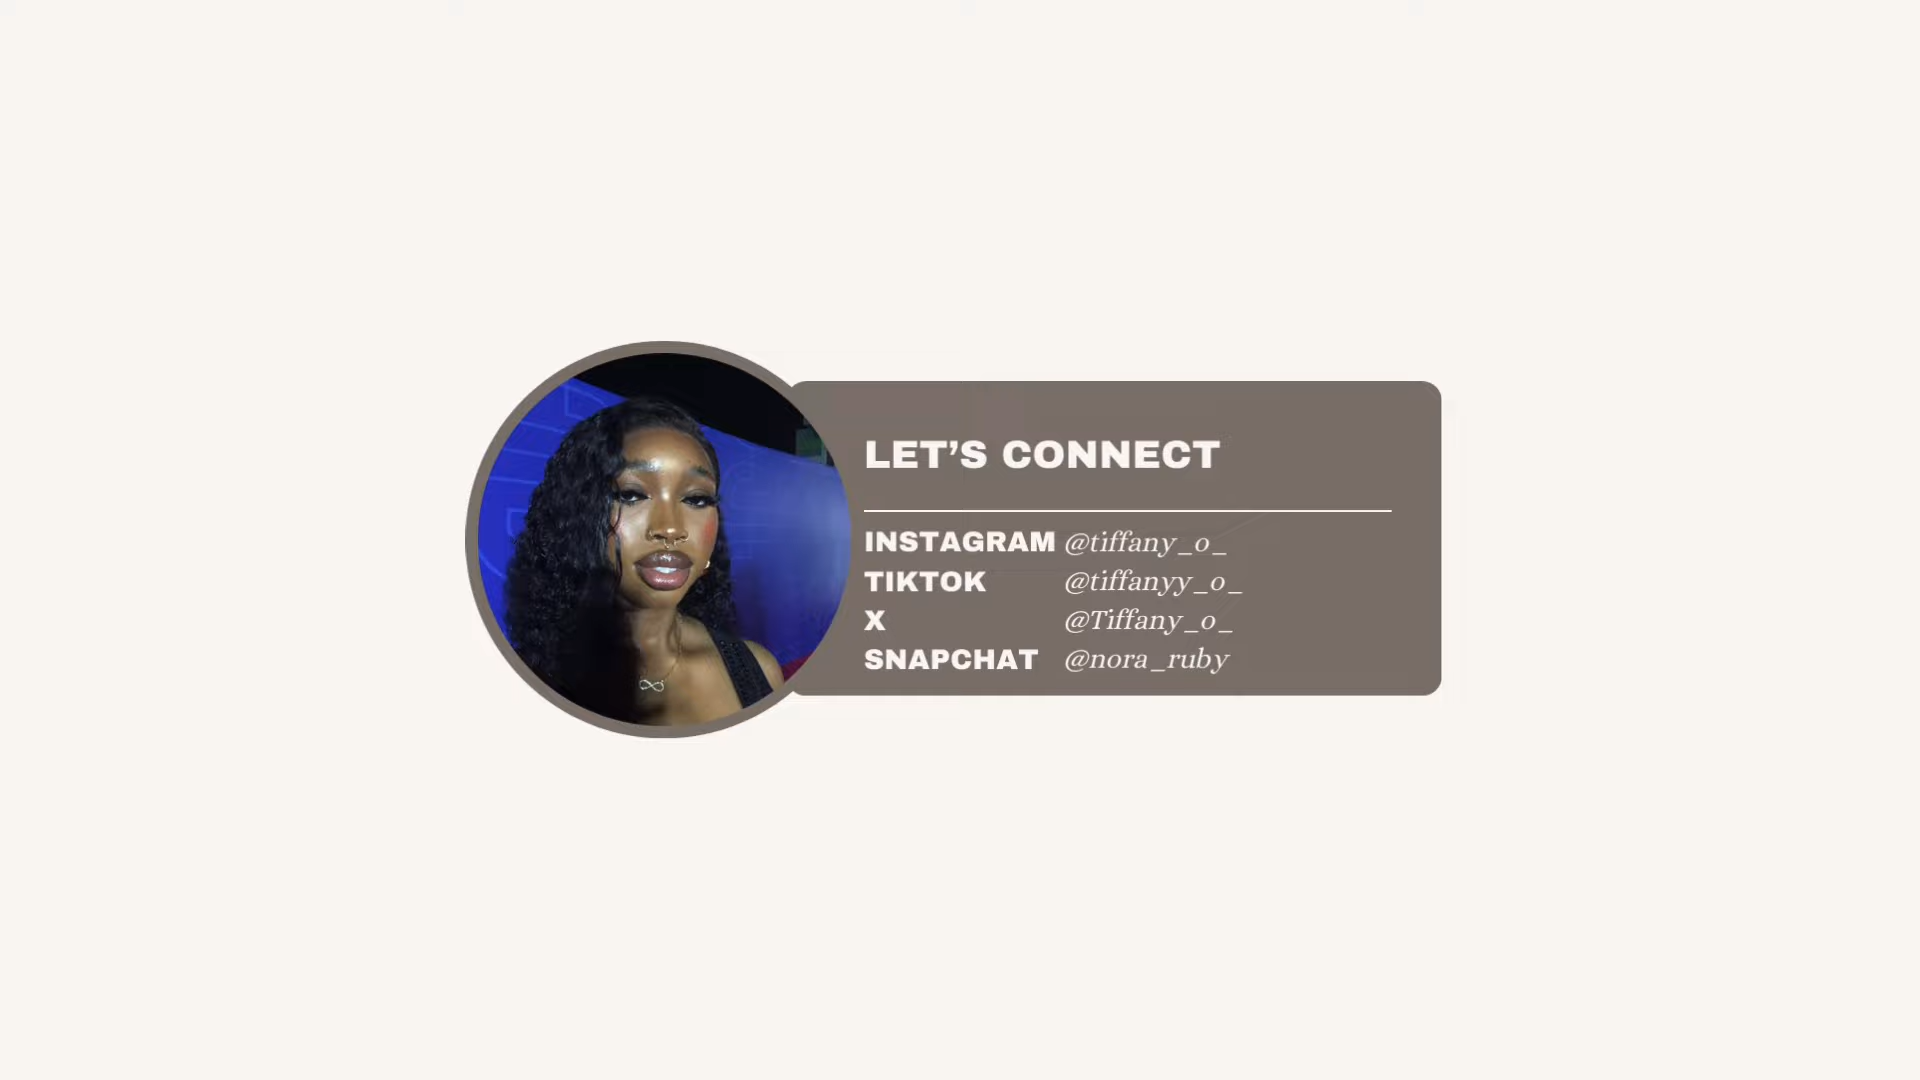 LET’S CONNECT
INSTAGRAM @tiffany_o_
TIKTOK @tiffanyy_o_
X @Tiffany_o_
SNAPCHAT @nora_ruby